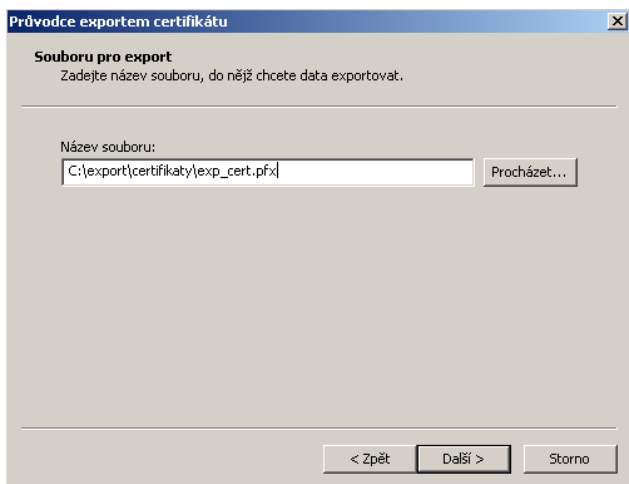 Průvodce exportem certifikátu
Souboru pro export
Zadejte název souboru, do nějž chcete data exportovat.
Název souboru:
C:\export\certifikaty\exp_cert.pfx
Procházet...
< Zpět
Další >
Storno